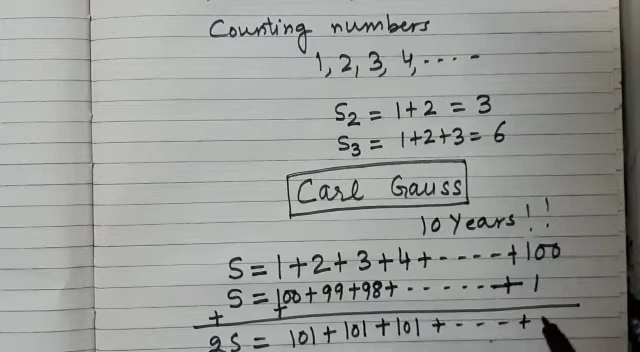 Counting numbers
1, 2, 3, 4, ....-
S2 = 1+2 = 3
S3 = 1+2+3 = 6
Carl Gauss
10 Years!!
S = 1+2+3+4+-----+100
S = 100+99+98+......+1
+ +
2S = 101+101+101+----+